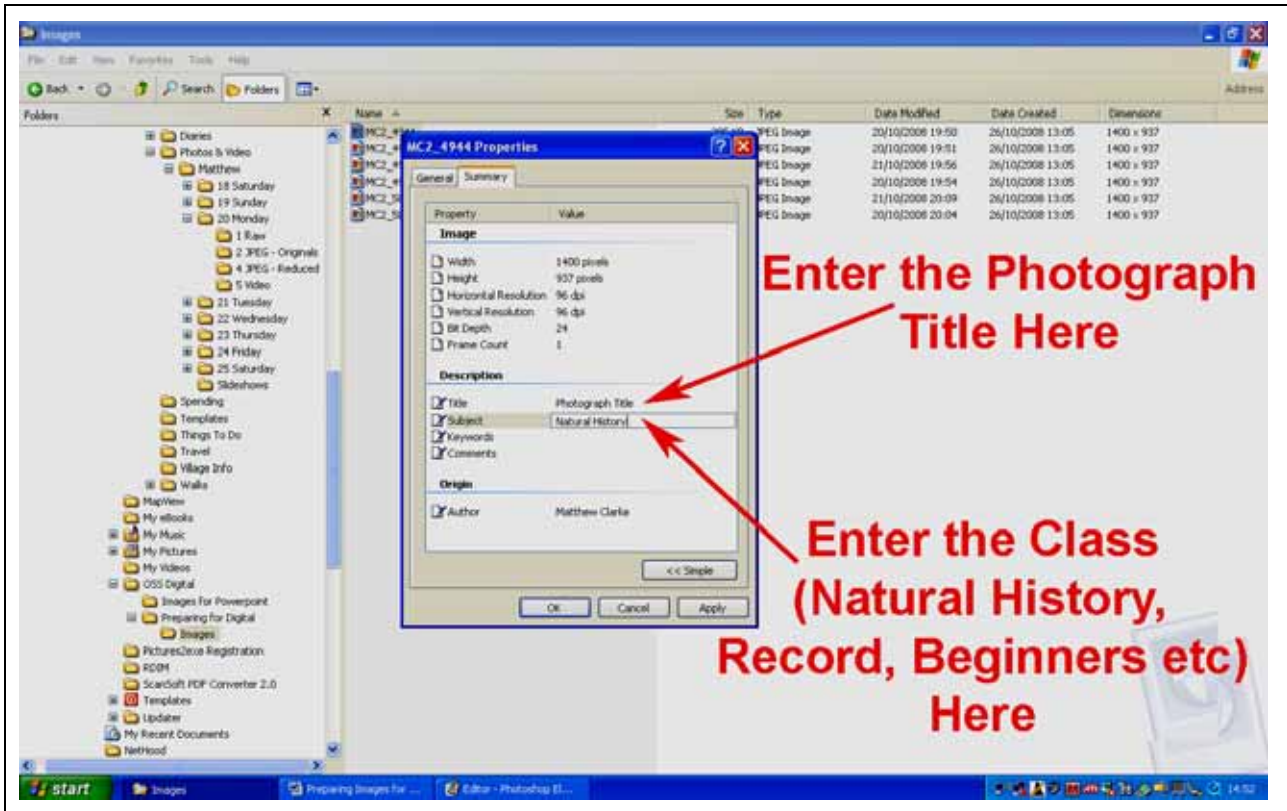 Images
File Edit View Favorites Tools Help
Back Search Folders Address
Folders X Name Size Type Date Modified Date Created Dimensions
Diaries
Photos & Video
Matthew
18 Saturday
19 Sunday
20 Monday
1 Raw
2 JPEG - Originals
4 JPEG - Reduced
5 Video
21 Tuesday
22 Wednesday
23 Thursday
24 Friday
25 Saturday
Slideshows
Spending
Templates
Things To Do
Travel
Village Info
Walks
MapView
My eBooks
My Music
My Pictures
My Videos
OSS Digital
Images for Powerpoint
Preparing for Digital
Images
Pictures2exe Registration
ScanSoft PDF Converter 2.0
Templates
Updater
My Recent Documents
NetHood
JPEG Image 20/10/2008 19:50 26/10/2008 13:05 1400 x 937
JPEG Image 20/10/2008 19:51 26/10/2008 13:05 1400 x 937
JPEG Image 21/10/2008 19:56 26/10/2008 13:05 1400 x 937
JPEG Image 20/10/2008 19:54 26/10/2008 13:05 1400 x 937
JPEG Image 21/10/2008 20:09 26/10/2008 13:05 1400 x 937
JPEG Image 20/10/2008 20:04 26/10/2008 13:05 1400 x 937
MC2_4944 Properties
General Summary
Property Value
Image
Width 1400 pixels
Height 937 pixels
Horizontal Resolution 96 dpi
Vertical Resolution 96 dpi
Bit Depth 24
Frame Count 1
Description
Title Photograph Title
Subject Natural History
Keywords
Comments
Origin
Author Matthew Clarke
<< Simple
OK Cancel Apply
Enter the Photograph
Title Here
Enter the Class
(Natural History,
Record, Beginners etc)
Here
start Images Preparing Images for ... Editor - Photoshop El... 14:52